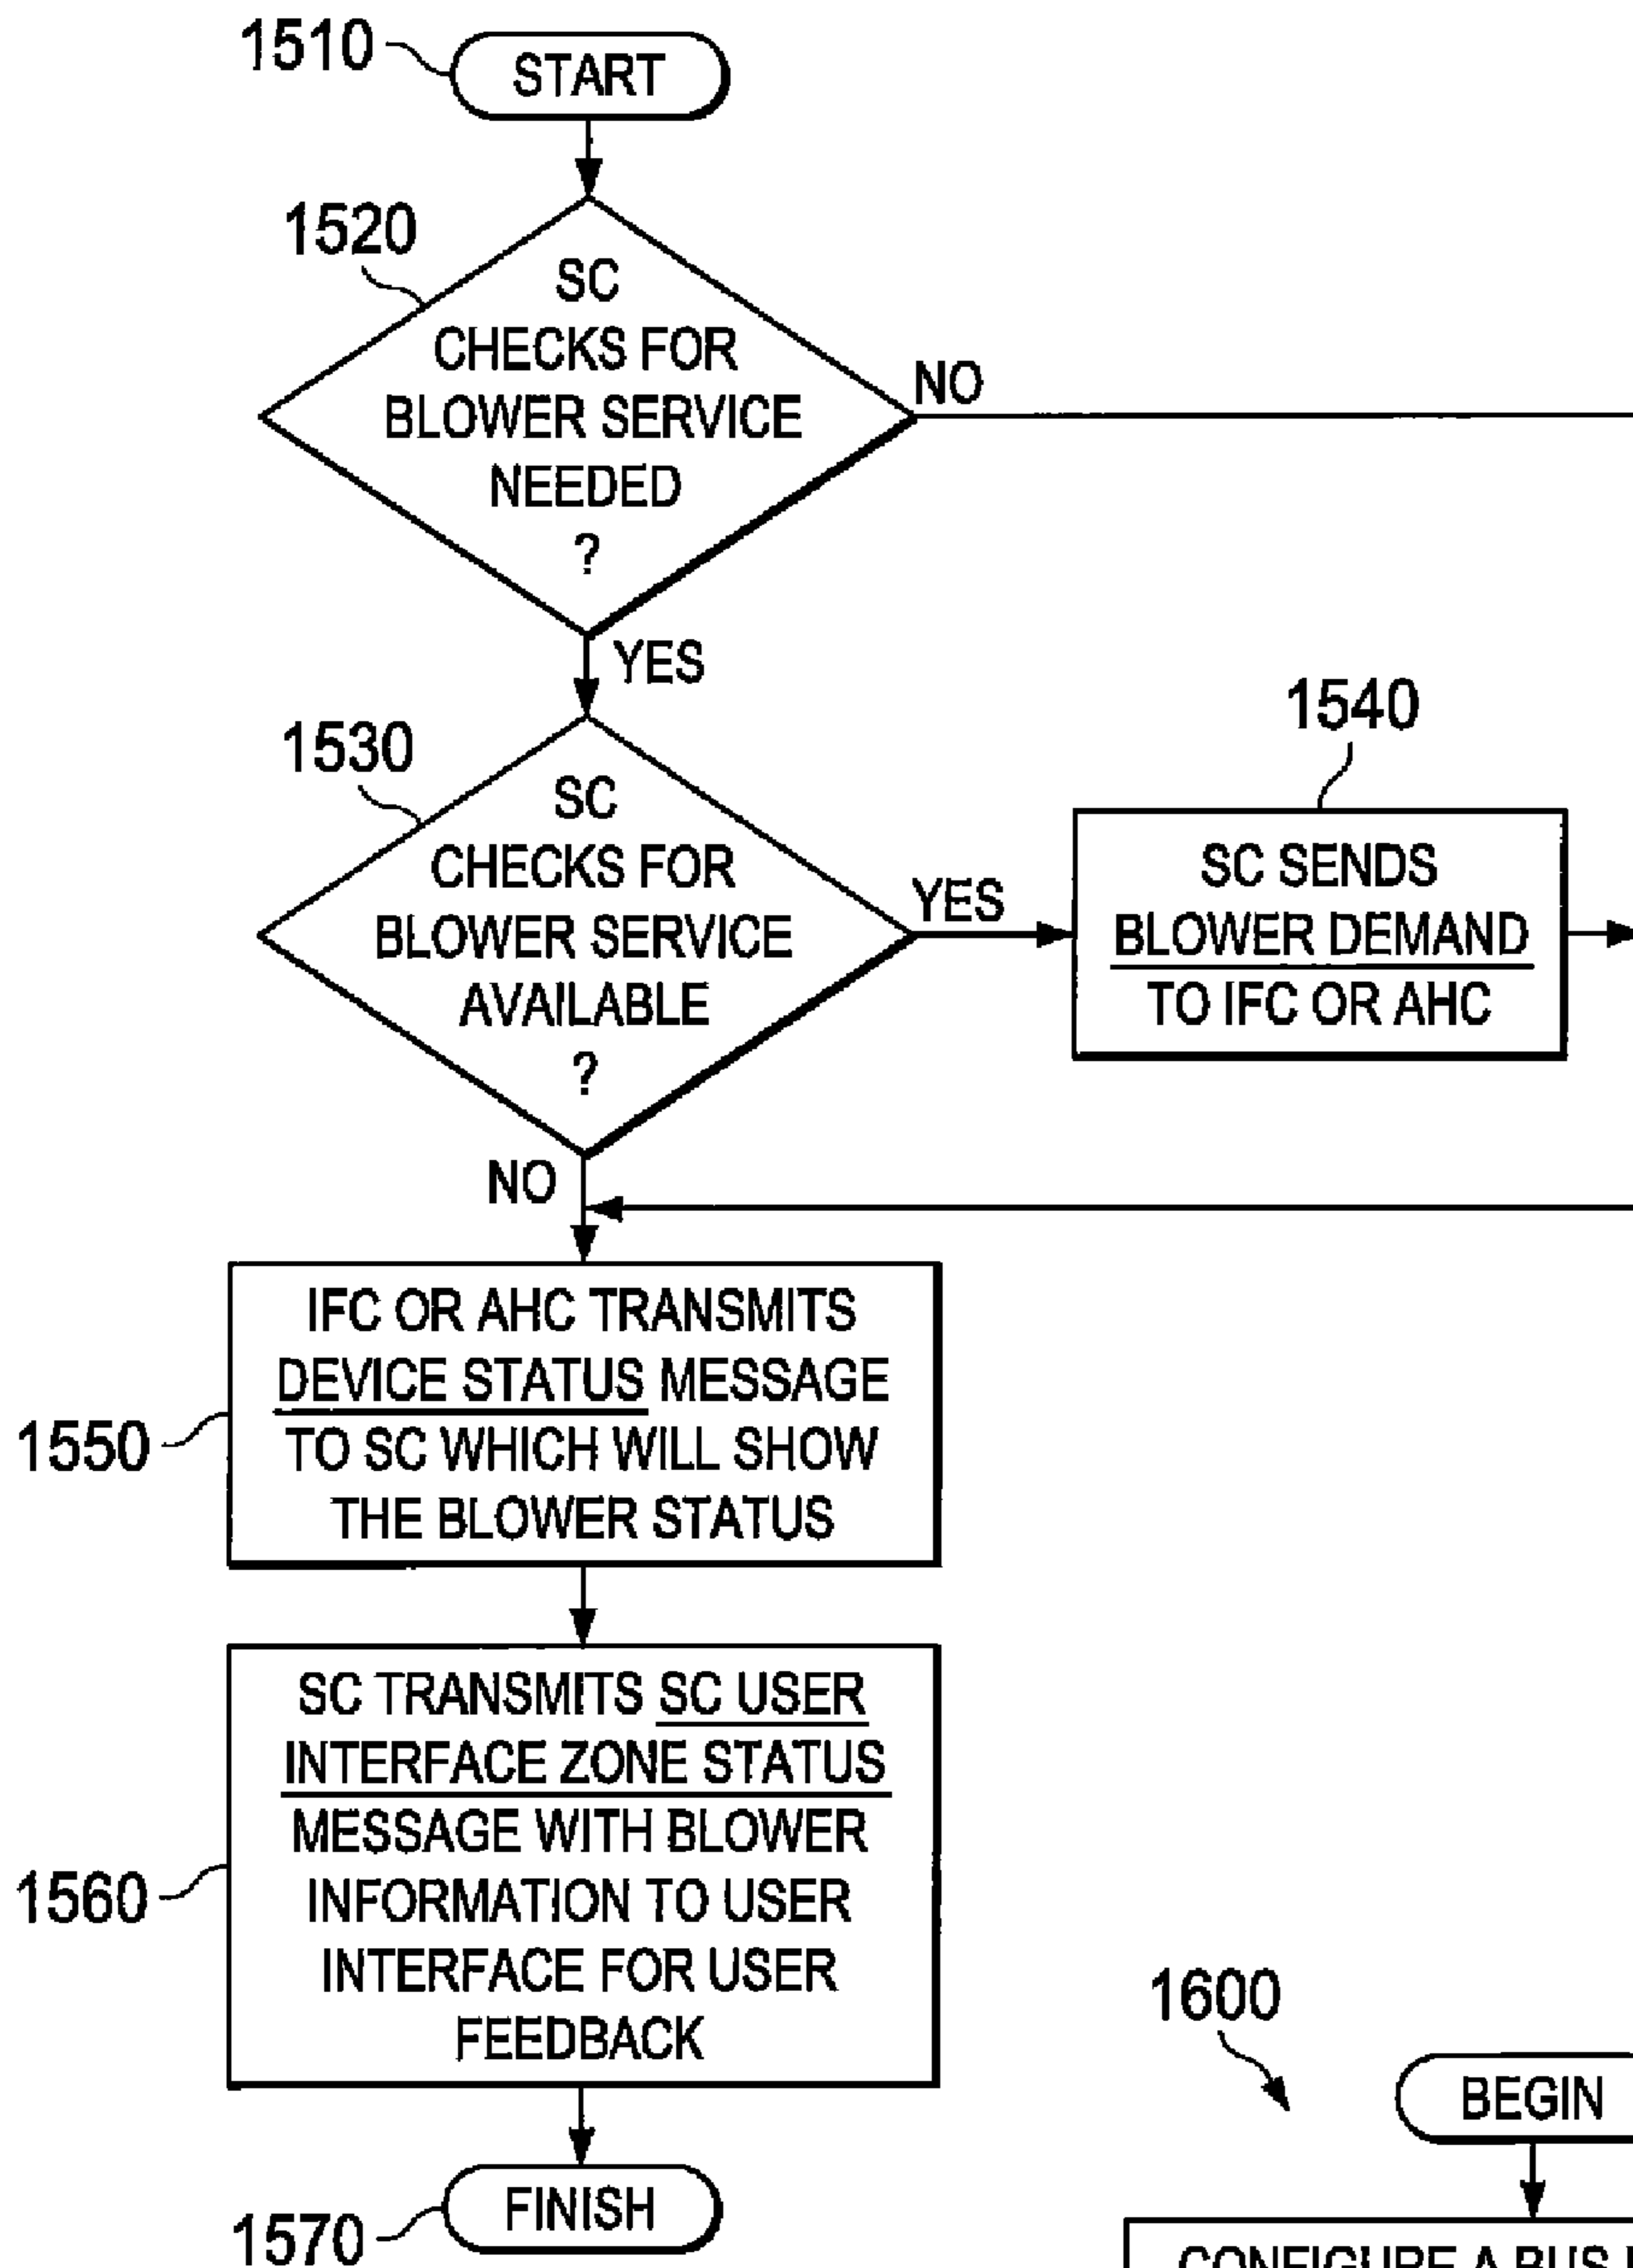 1510
START
1520
SC
CHECKS FOR
BLOWER SERVICE
NEEDED
?
NO
YES
1530
SC
CHECKS FOR
BLOWER SERVICE
AVAILABLE
?
YES
1540
SC SENDS
BLOWER DEMAND
TO IFC OR AHC
NO
IFC OR AHC TRANSMITS
DEVICE STATUS MESSAGE
TO SC WHICH WILL SHOW
THE BLOWER STATUS
1550
SC TRANSMITS SC USER
INTERFACE ZONE STATUS
MESSAGE WITH BLOWER
INFORMATION TO USER
INTERFACE FOR USER
FEEDBACK
1560
FINISH
1570
1600
BEGIN
CONFIGURE A BUS